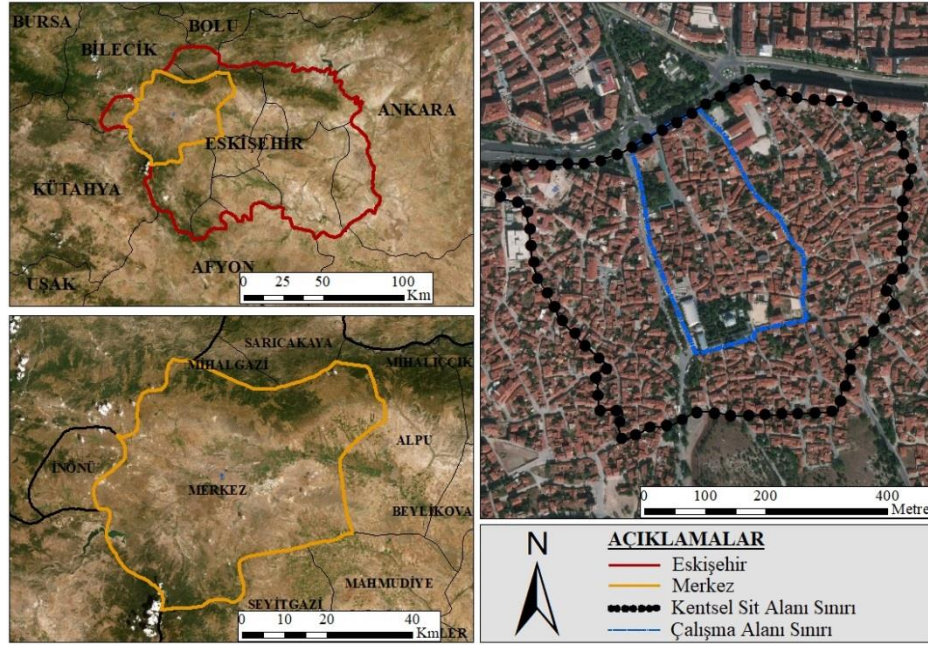 BURSA
BOLU
BİLECİK
ANKARA
ESKİŞEHİR
KÜTAHYA
AFYON
UŞAK
0 25 50 100
Km
SARICAKAYA
MİHALGAZİ
MİHALIÇÇIK
ALPU
İNÖNÜ
MERKEZ
BEYLİKOVA
MAHMUDİYE
SEYİTGAZİ
0 10 20 40
Km
LER
0 100 200 400
Metre
N
AÇIKLAMALAR
Eskişehir
Merkez
Kentsel Sit Alanı Sınırı
Çalışma Alanı Sınırı